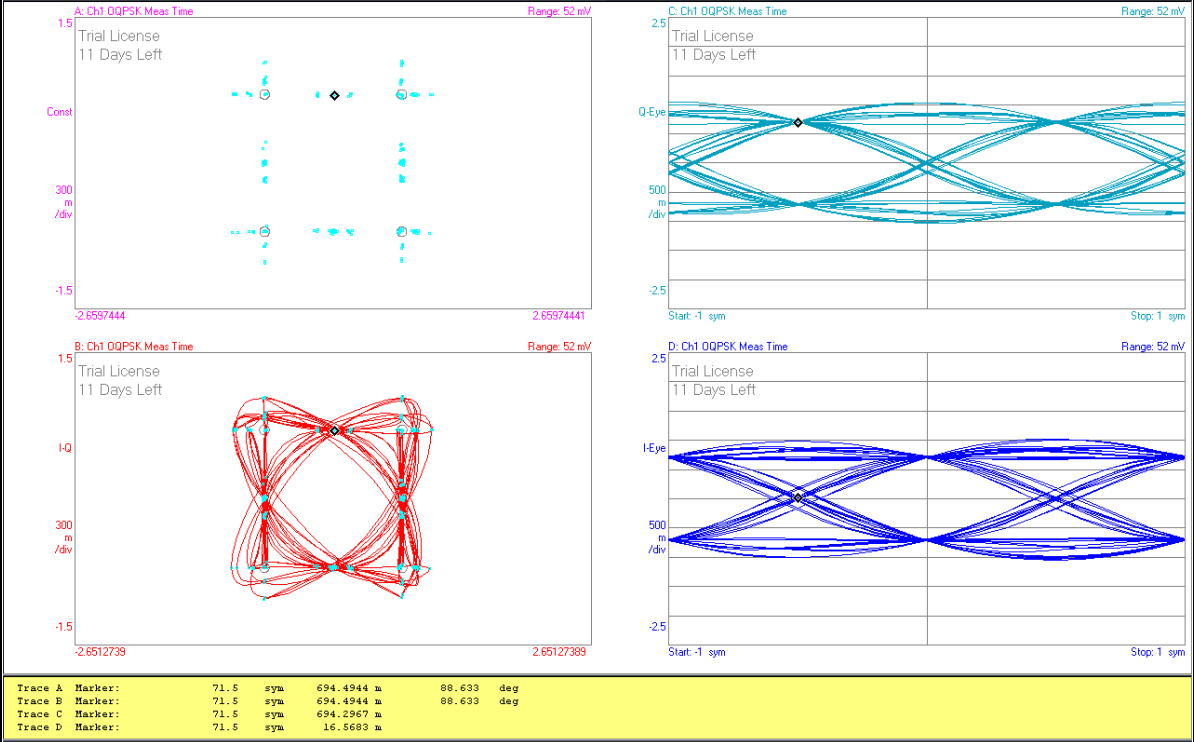 A: Ch1 OQPSK Meas Time
Range: 52 mV
1.5
Trial License
11 Days Left
Const
300
m
/div
-1.5
-2.6597444
2.65974441
C: Ch1 OQPSK Meas Time
Range: 52 mV
2.5
Trial License
11 Days Left
Q-Eye
500
m
/div
-2.5
Start: -1 sym
Stop: 1 sym
B: Ch1 OQPSK Meas Time
Range: 52 mV
1.5
Trial License
11 Days Left
I-Q
300
m
/div
-1.5
-2.6512739
2.65127389
D: Ch1 OQPSK Meas Time
Range: 52 mV
2.5
Trial License
11 Days Left
I-Eye
500
m
/div
-2.5
Start: -1 sym
Stop: 1 sym
Trace A Marker: 71.5 sym 694.4944 m 88.633 deg
Trace B Marker: 71.5 sym 694.4944 m 88.633 deg
Trace C Marker: 71.5 sym 694.2967 m
Trace D Marker: 71.5 sym 16.5683 m